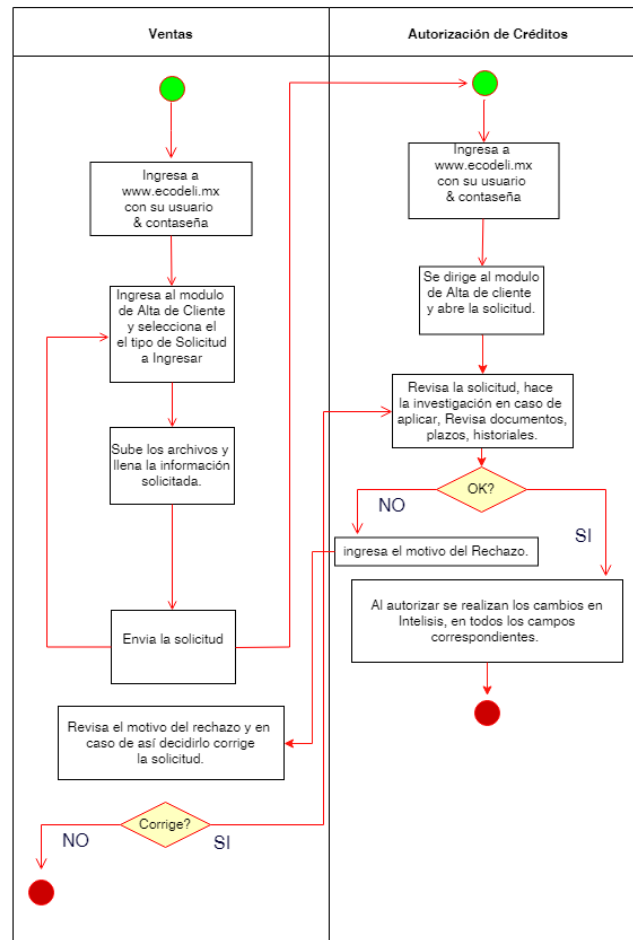 Ventas
Autorización de Créditos
Ingresa a
www.ecodeli.mx
con su usuario
& contaseña
Ingresa al modulo
de Alta de Cliente
y selecciona el
el tipo de Solicitud
a Ingresar
Sube los archivos y
llena la información
solicitada.
Envia la solicitud
Revisa el motivo del rechazo y en
caso de así decidirlo corrige
la solicitud.
Corrige?
NO
SI
Ingresa a
www.ecodeli.mx
con su usuario
& contaseña
Se dirige al modulo
de Alta de cliente
y abre la solicitud.
Revisa la solicitud, hace
la investigación en caso de
aplicar, Revisa documentos,
plazos, historiales.
OK?
NO
SI
ingresa el motivo del Rechazo.
Al autorizar se realizan los cambios en
Intelisis, en todos los campos
correspondientes.